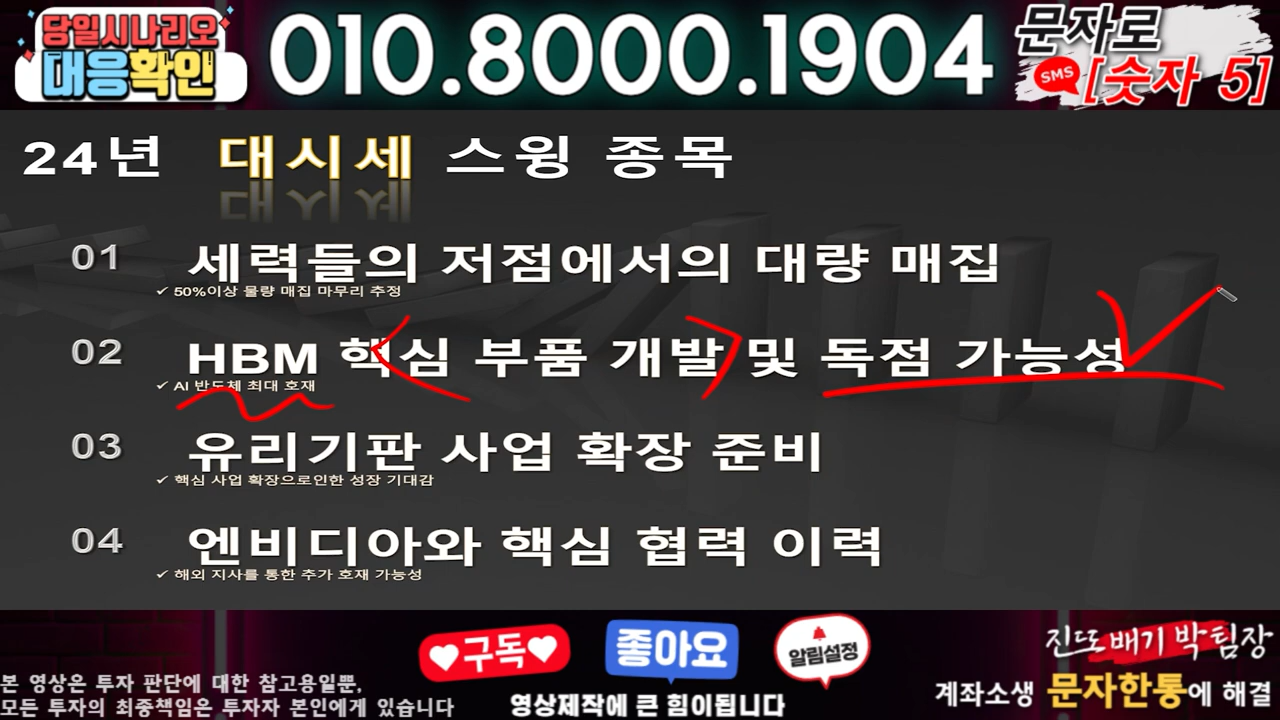 당일시나리오
대응확인
010.8000.1904
문자로
SMS [숫자 5]
24년 대시세 스윙 종목
01 세력들의 저점에서의 대량 매집
✓ 50%이상 물량 매집 마무리 추정
02 HBM 핵심 부품 개발 및 독점 가능성
✓ AI 반도체 최대 호재
03 유리기판 사업 확장 준비
✓ 핵심 사업 확장으로인한 성장 기대감
04 엔비디아와 핵심 협력 이력
✓ 해외 지사를 통한 추가 호재 가능성
구독
좋아요
알림설정
영상제작에 큰 힘이됩니다
본 영상은 투자 판단에 대한 참고용일뿐,
모든 투자의 최종책임은 투자자 본인에게 있습니다
진또배기 박팀장
계좌소생 문자한통에 해결